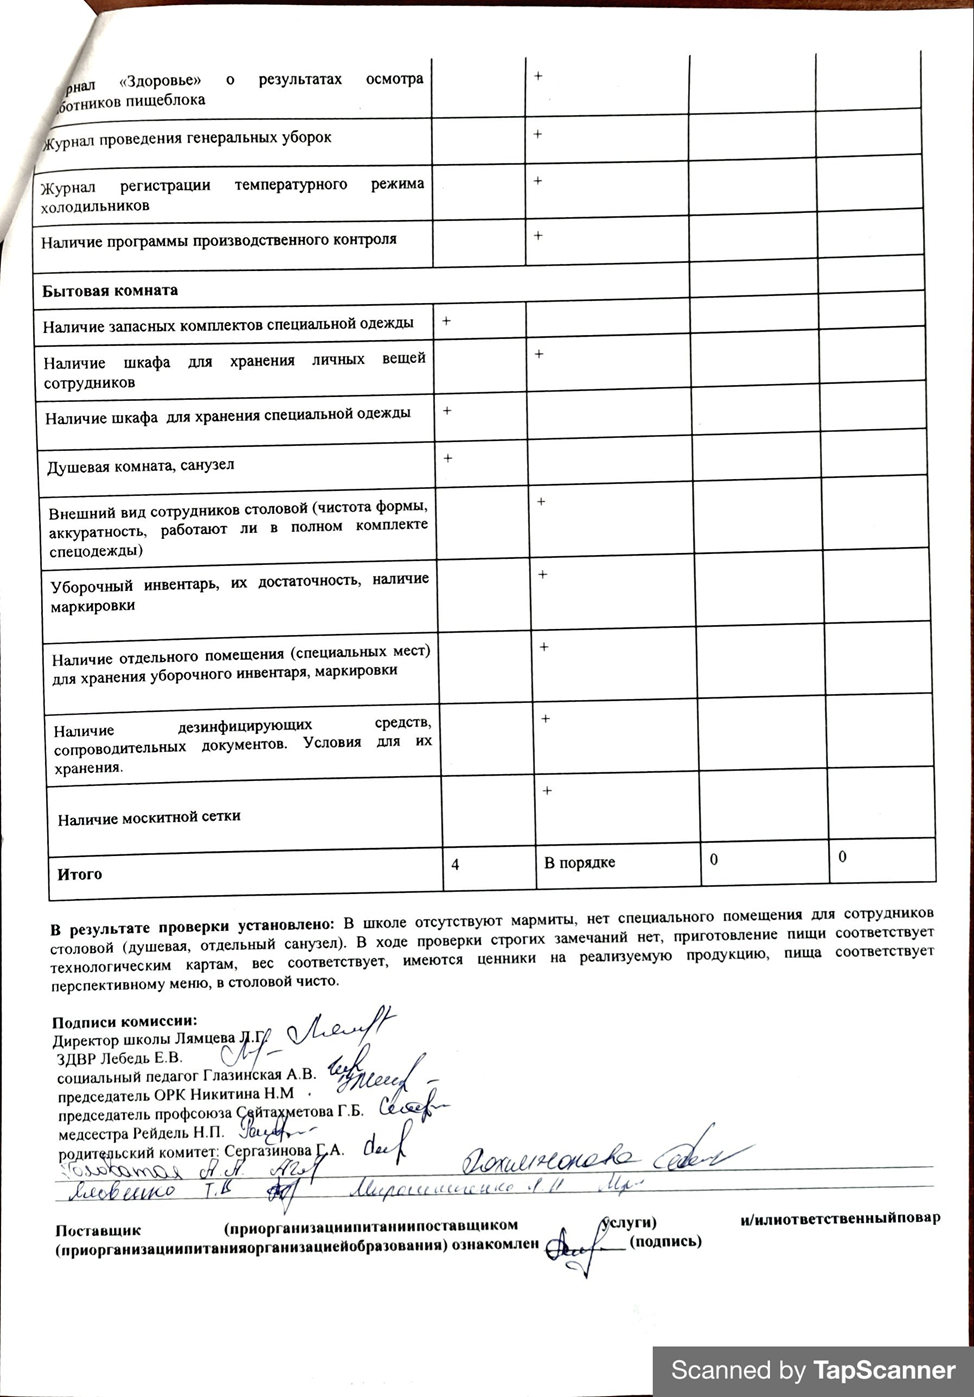 рнал «Здоровье» о результатах осмотра
ботников пищеблока
+
Журнал проведения генеральных уборок
+
Журнал регистрации температурного режима
холодильников
+
Наличие программы производственного контроля
+
Бытовая комната
Наличие запасных комплектов специальной одежды
+
Наличие шкафа для хранения личных вещей
сотрудников
+
Наличие шкафа для хранения специальной одежды
+
Душевая комната, санузел
+
Внешний вид сотрудников столовой (чистота формы,
аккуратность, работают ли в полном комплекте
спецодежды)
+
Уборочный инвентарь, их достаточность, наличие
маркировки
+
Наличие отдельного помещения (специальных мест)
для хранения уборочного инвентаря, маркировки
+
Наличие дезинфицирующих средств,
сопроводительных документов. Условия для их
хранения.
+
Наличие москитной сетки
+
Итого 4 В порядке 0 0
В результате проверки установлено: В школе отсутствуют мармиты, нет специального помещения для сотрудников
столовой (душевая, отдельный санузел). В ходе проверки строгих замечаний нет, приготовление пищи соответствует
технологическим картам, вес соответствует, имеются ценники на реализуемую продукцию, пища соответствует
перспективному меню, в столовой чисто.
Подписи комиссии:
Директор школы Лямцева Л.Г.
ЗДВР Лебедь Е.В.
социальный педагог Глазинская А.В.
председатель ОРК Никитина Н.М
председатель профсоюза Сейтахметова Г.Б.
медсестра Рейдель Н.П.
родительский комитет: Сергазинова Г.А.
Головатая А.А.
Яковенко Т.В Мирошниченко
Поставщик (приорганизациипитаниипоставщиком услуги) и/илиответственныйповар
(приорганизациипитанияорганизациейобразования) ознакомлен (подпись)
Scanned by TapScanner